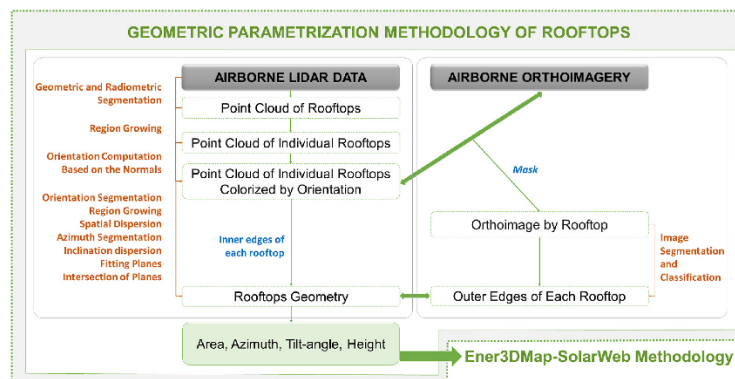 GEOMETRIC PARAMETRIZATION METHODOLOGY OF ROOFTOPS
AIRBORNE LIDAR DATA
AIRBORNE ORTHOIMAGERY
Geometric and Radiometric
Segmentation
Point Cloud of Rooftops
Region Growing
Point Cloud of Individual Rooftops
Orientation Computation
Based on the Normals
Point Cloud of Individual Rooftops
Colorized by Orientation
Mask
Orientation Segmentation
Region Growing
Spatial Dispersion
Azimuth Segmentation
Inclination dispersion
Fitting Planes
Intersection of Planes
Inner edges of
each rooftop
Orthoimage by Rooftop
Image
Segmentation
and
Classification
Rooftops Geometry
Outer Edges of Each Rooftop
Area, Azimuth, Tilt-angle, Height
Ener3DMap-SolarWeb Methodology